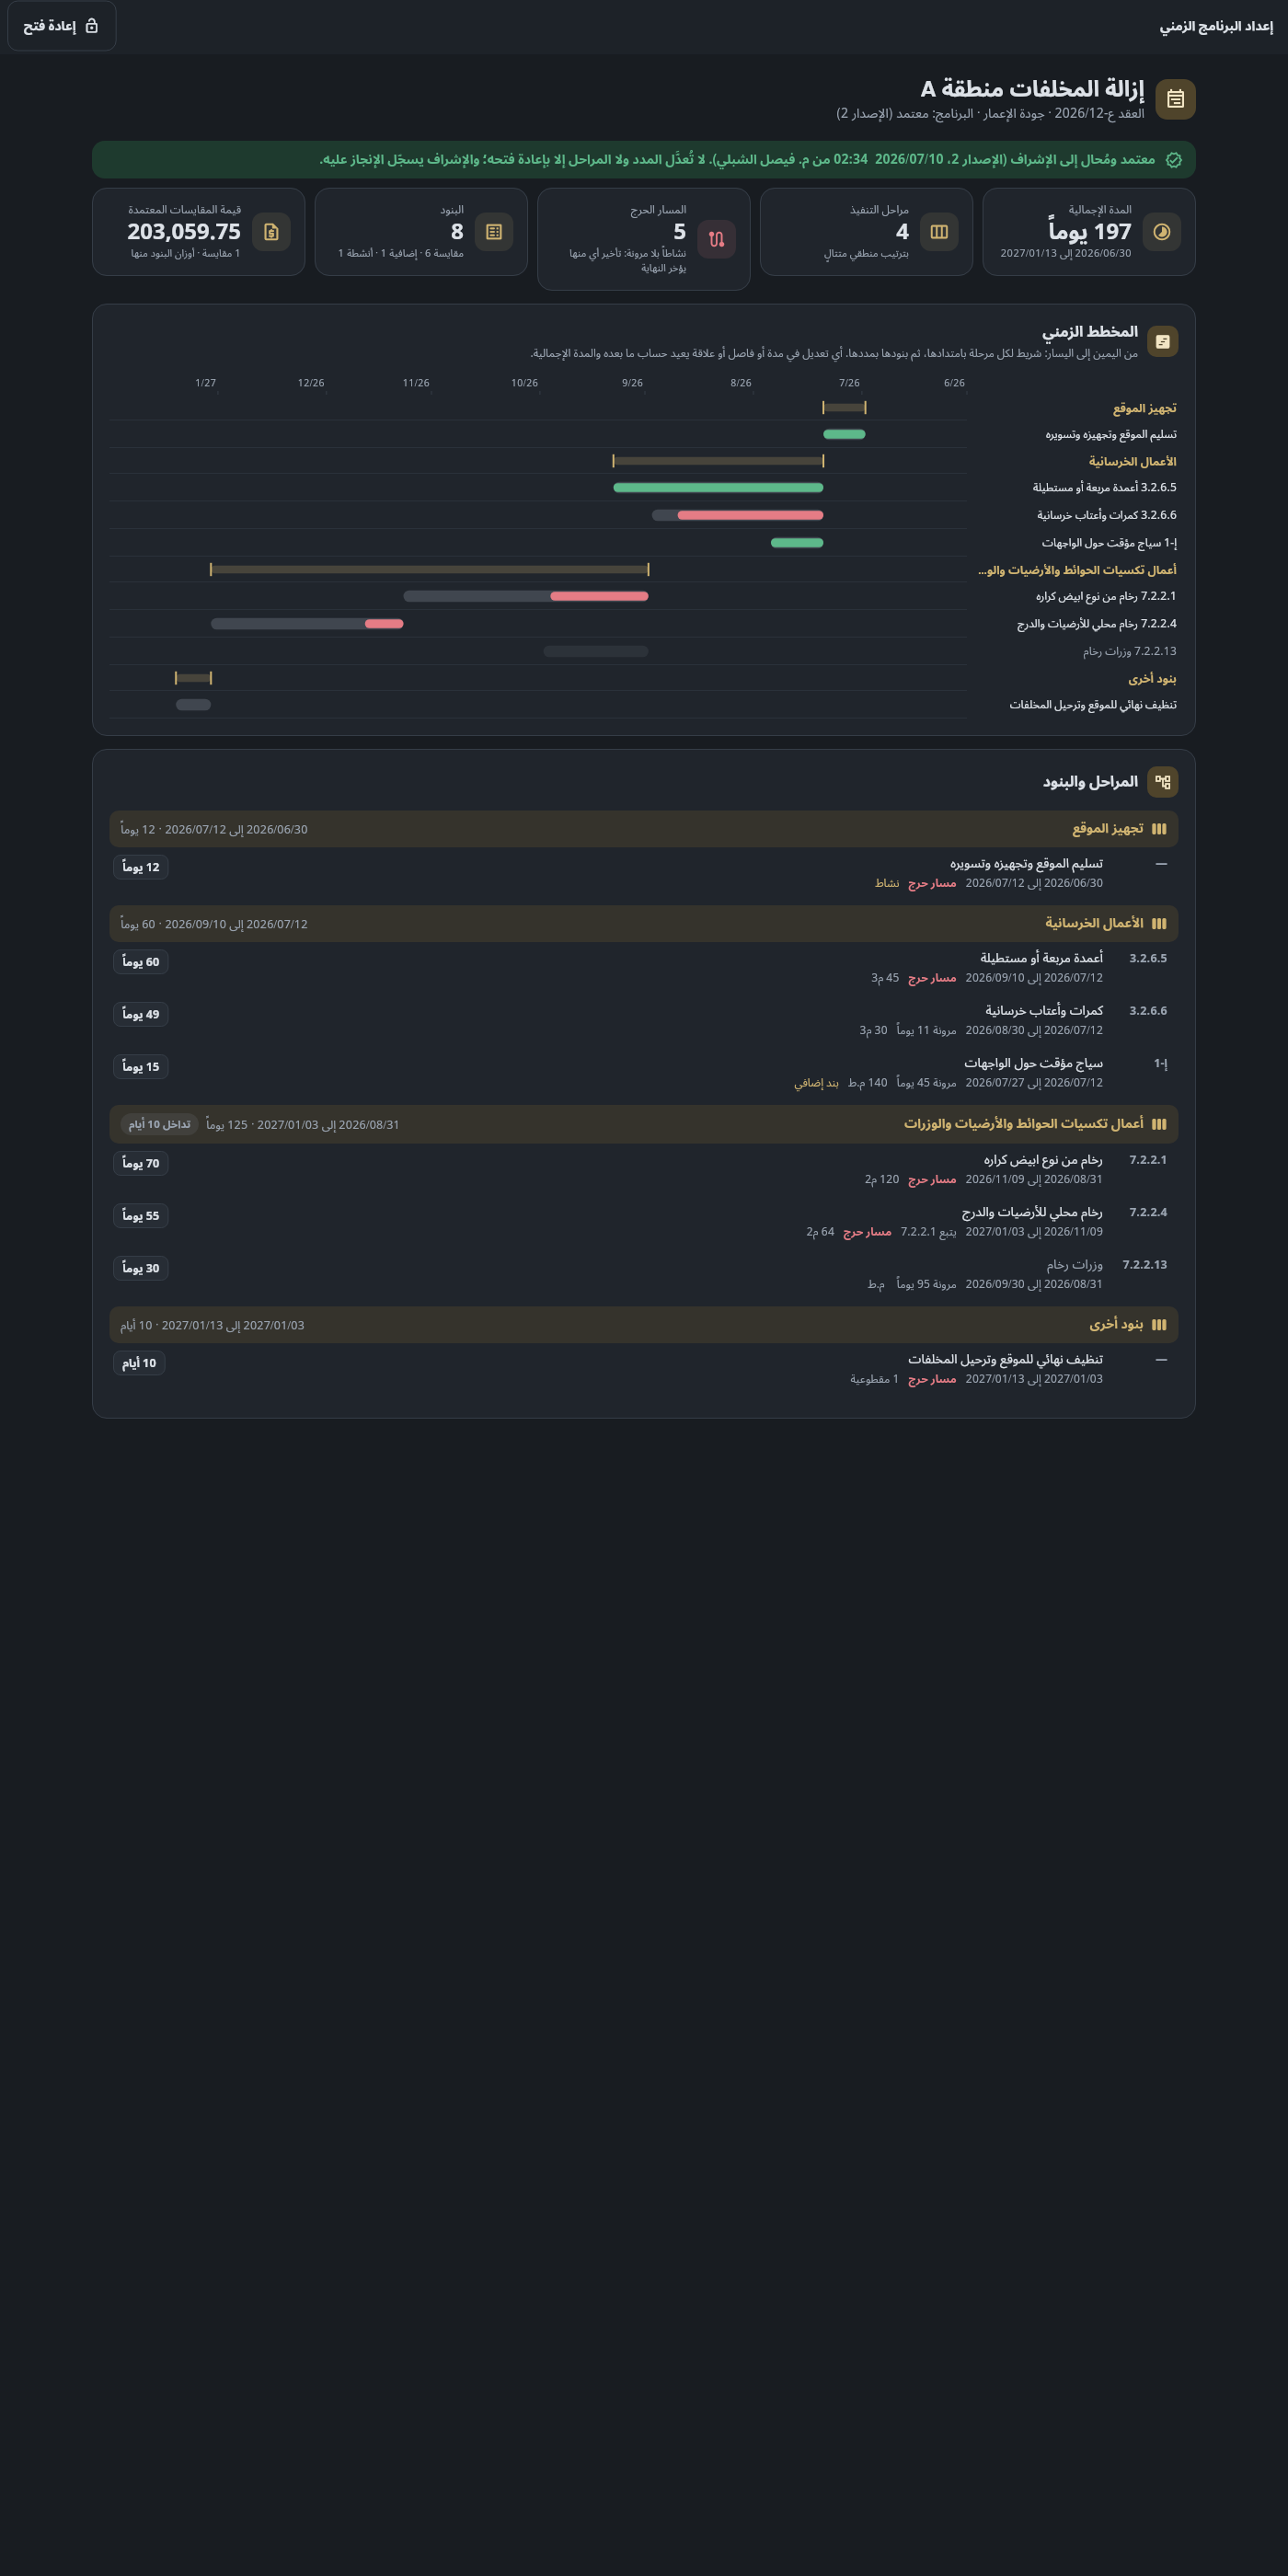 إعداد البرنامج الزمني
إعادة فتح
إزالة المخلفات منطقة A
العقد ع-2026/12 · جودة الإعمار · البرنامج: معتمد (الإصدار 2)
معتمد ومُحال إلى الإشراف (الإصدار 2، 2026/07/10 02:34 من م. فيصل الشبلي). لا تُعدَّل المدد ولا المراحل إلا بإعادة فتحه؛ والإشراف يسجّل الإنجاز عليه.
المدة الإجمالية
197 يوماً
2026/06/30 إلى 2027/01/13
مراحل التنفيذ
4
بترتيب منطقي متتالٍ
المسار الحرج
5
نشاطاً بلا مرونة: تأخير أي منها
يؤخر النهاية
البنود
8
مقايسة 6 · إضافية 1 · أنشطة 1
قيمة المقايسات المعتمدة
203,059.75
1 مقايسة · أوزان البنود منها
المخطط الزمني
من اليمين إلى اليسار: شريط لكل مرحلة بامتدادها، ثم بنودها بمددها. أي تعديل في مدة أو فاصل أو علاقة يعيد حساب ما بعده والمدة الإجمالية.
6/26 7/26 8/26 9/26 10/26 11/26 12/26 1/27
تجهيز الموقع
تسليم الموقع وتجهيزه وتسويره
الأعمال الخرسانية
3.2.6.5 أعمدة مربعة أو مستطيلة
3.2.6.6 كمرات وأعتاب خرسانية
إ-1 سياج مؤقت حول الواجهات
أعمال تكسيات الحوائط والأرضيات والو...
7.2.2.1 رخام من نوع ابيض كراره
7.2.2.4 رخام محلي للأرضيات والدرج
7.2.2.13 وزرات رخام
بنود أخرى
تنظيف نهائي للموقع وترحيل المخلفات
المراحل والبنود
تجهيز الموقع
2026/06/30 إلى 2026/07/12 · 12 يوماً
—
تسليم الموقع وتجهيزه وتسويره
12 يوماً
2026/06/30 إلى 2026/07/12 مسار حرج نشاط
الأعمال الخرسانية
2026/07/12 إلى 2026/09/10 · 60 يوماً
3.2.6.5 أعمدة مربعة أو مستطيلة
60 يوماً
2026/07/12 إلى 2026/09/10 مسار حرج 45 م3
3.2.6.6 كمرات وأعتاب خرسانية
49 يوماً
2026/07/12 إلى 2026/08/30 مرونة 11 يوماً 30 م3
إ-1 سياج مؤقت حول الواجهات
15 يوماً
2026/07/12 إلى 2026/07/27 مرونة 45 يوماً 140 م.ط بند إضافي
أعمال تكسيات الحوائط والأرضيات والوزرات
2026/08/31 إلى 2027/01/03 · 125 يوماً تداخل 10 أيام
7.2.2.1 رخام من نوع ابيض كراره
70 يوماً
2026/08/31 إلى 2026/11/09 مسار حرج 120 م2
7.2.2.4 رخام محلي للأرضيات والدرج
55 يوماً
2026/11/09 إلى 2027/01/03 يتبع 7.2.2.1 مسار حرج 64 م2
7.2.2.13 وزرات رخام
30 يوماً
2026/08/31 إلى 2026/09/30 مرونة 95 يوماً م.ط
بنود أخرى
2027/01/03 إلى 2027/01/13 · 10 أيام
—
تنظيف نهائي للموقع وترحيل المخلفات
10 أيام
2027/01/03 إلى 2027/01/13 مسار حرج 1 مقطوعية